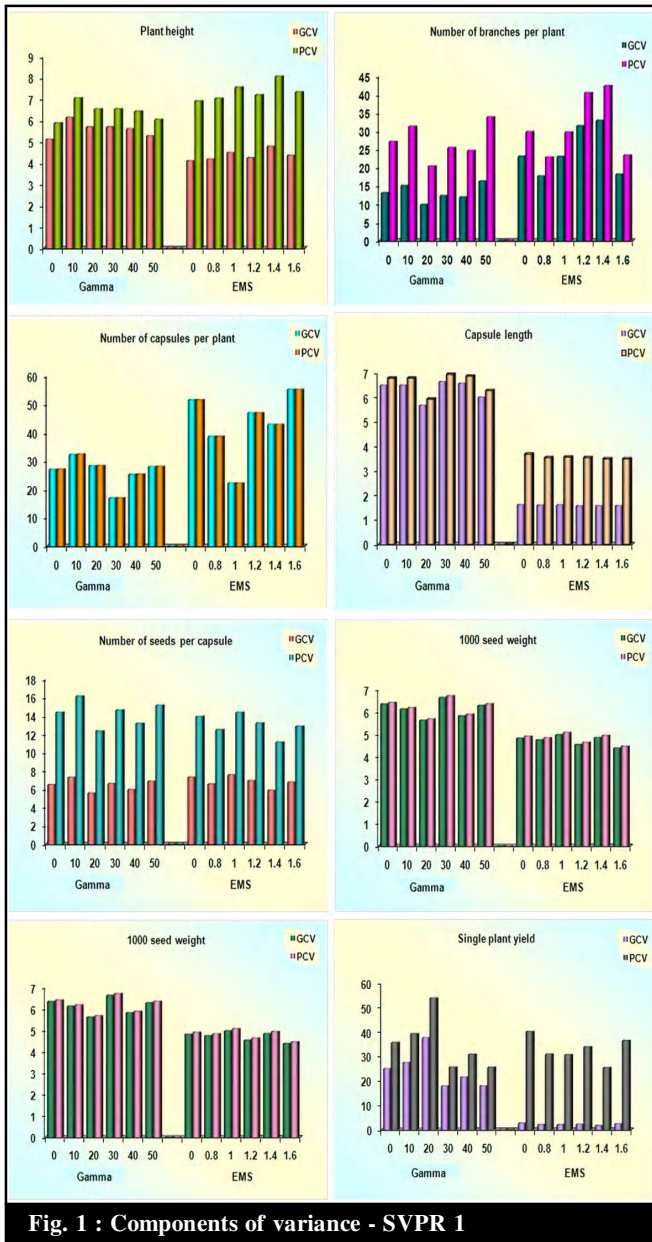 Plant height
GCV
PCV
9
8
7
6
5
4
3
2
1
0
0 10 20 30 40 50 0 0.8 1 1.2 1.4 1.6
Gamma EMS
Number of branches per plant
GCV
PCV
45
40
35
30
25
20
15
10
5
0
0 10 20 30 40 50 0 0.8 1 1.2 1.4 1.6
Gamma EMS
Number of capsules per plant
GCV
PCV
60
50
40
30
20
10
0
0 10 20 30 40 50 0 0.8 1 1.2 1.4 1.6
Gamma EMS
Capsule length
GCV
PCV
7
6
5
4
3
2
1
0
0 10 20 30 40 50 0 0.8 1 1.2 1.4 1.6
Gamma EMS
Number of seeds per capsule
GCV
PCV
18
16
14
12
10
8
6
4
2
0
0 10 20 30 40 50 0 0.8 1 1.2 1.4 1.6
Gamma EMS
1000 seed weight
GCV
PCV
7
6
5
4
3
2
1
0
0 10 20 30 40 50 0 0.8 1 1.2 1.4 1.6
Gamma EMS
1000 seed weight
GCV
PCV
7
6
5
4
3
2
1
0
0 10 20 30 40 50 0 0.8 1 1.2 1.4 1.6
Gamma EMS
Single plant yield
GCV
PCV
60
50
40
30
20
10
0
0 10 20 30 40 50 0 0.8 1 1.2 1.4 1.6
Gamma EMS
Fig. 1 : Components of variance - SVPR 1